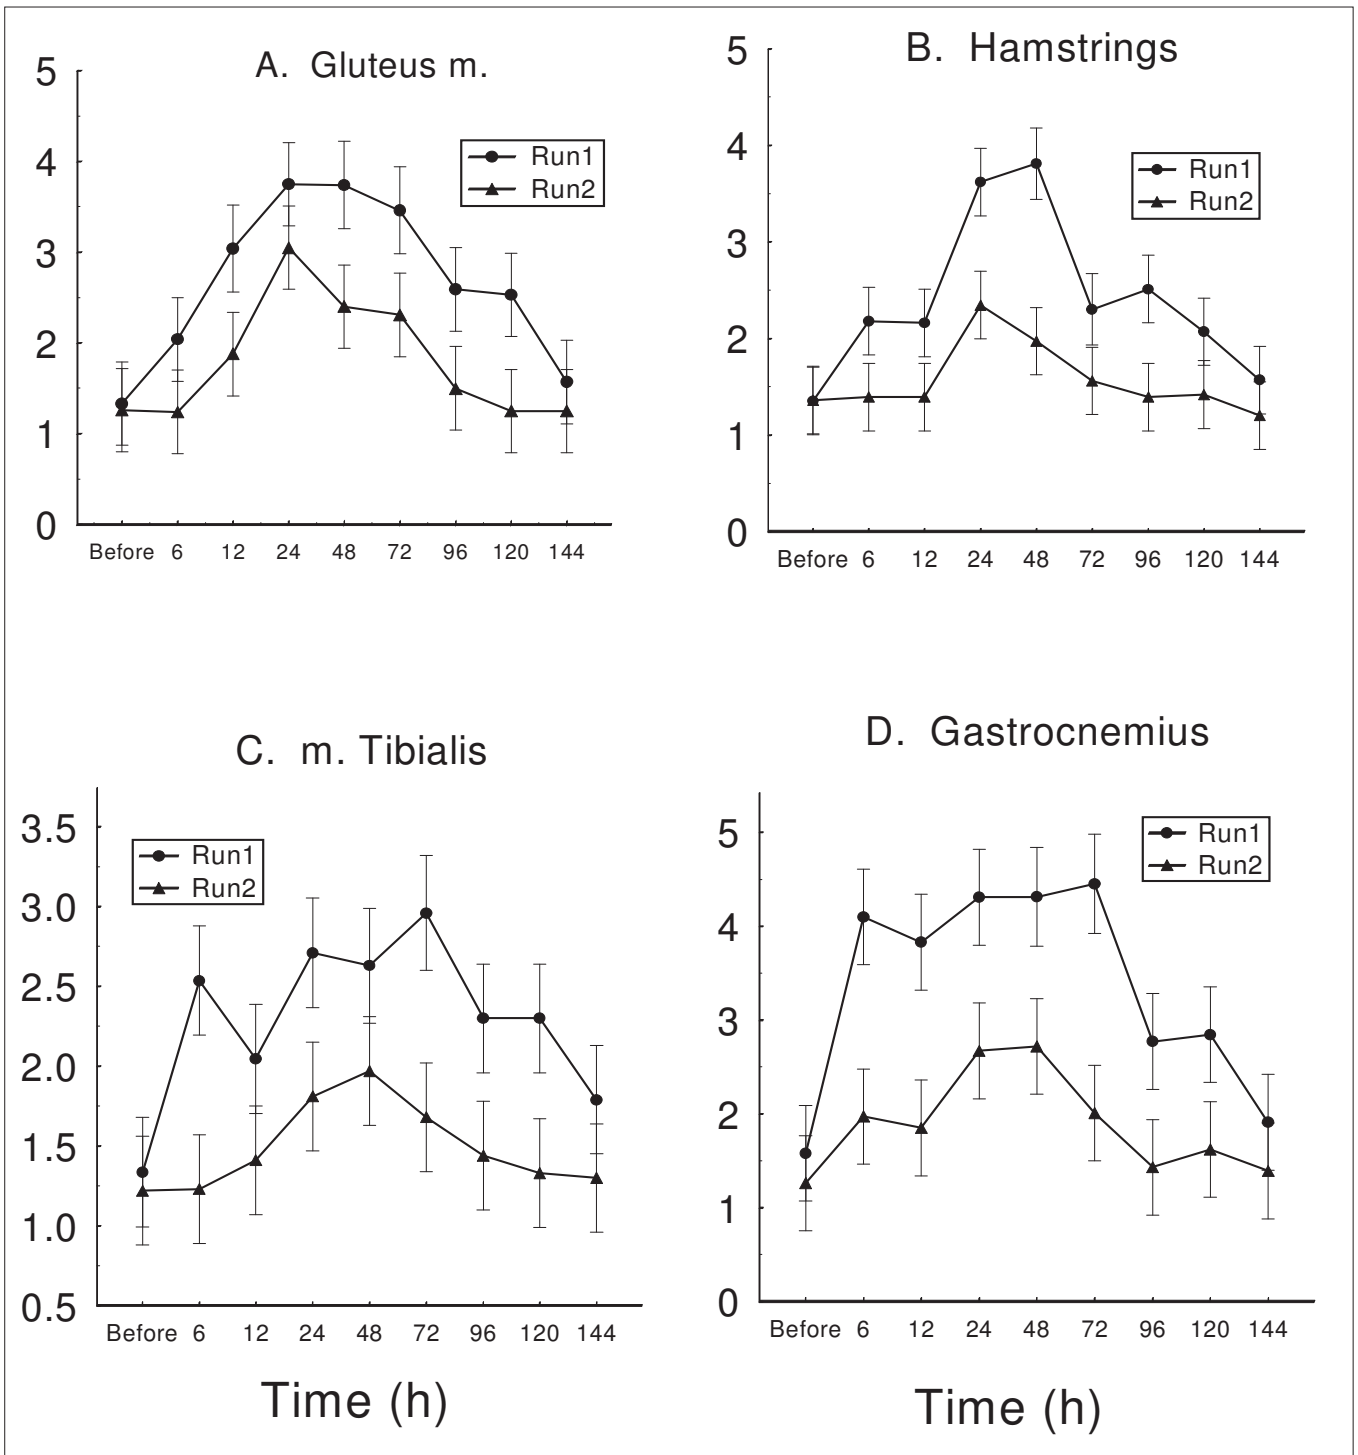 A. Gluteus m.
5
4
3
2
1
0
Run1
Run2
Before 6 12 24 48 72 96 120 144
B. Hamstrings
5
4
3
2
1
0
Run1
Run2
Before 6 12 24 48 72 96 120 144
C. m. Tibialis
3.5
3.0
2.5
2.0
1.5
1.0
0.5
Run1
Run2
Before 6 12 24 48 72 96 120 144
Time (h)
D. Gastrocnemius
5
4
3
2
1
0
Run1
Run2
Before 6 12 24 48 72 96 120 144
Time (h)